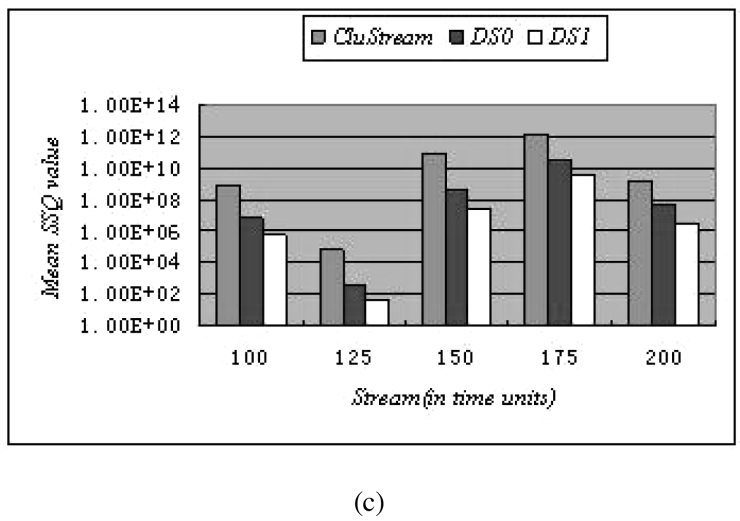 CluStream DS0 DS1
Mean SSQ value
1.00E+14
1.00E+12
1.00E+10
1.00E+08
1.00E+06
1.00E+04
1.00E+02
1.00E+00
100 125 150 175 200
Stream(in time units)
(c)